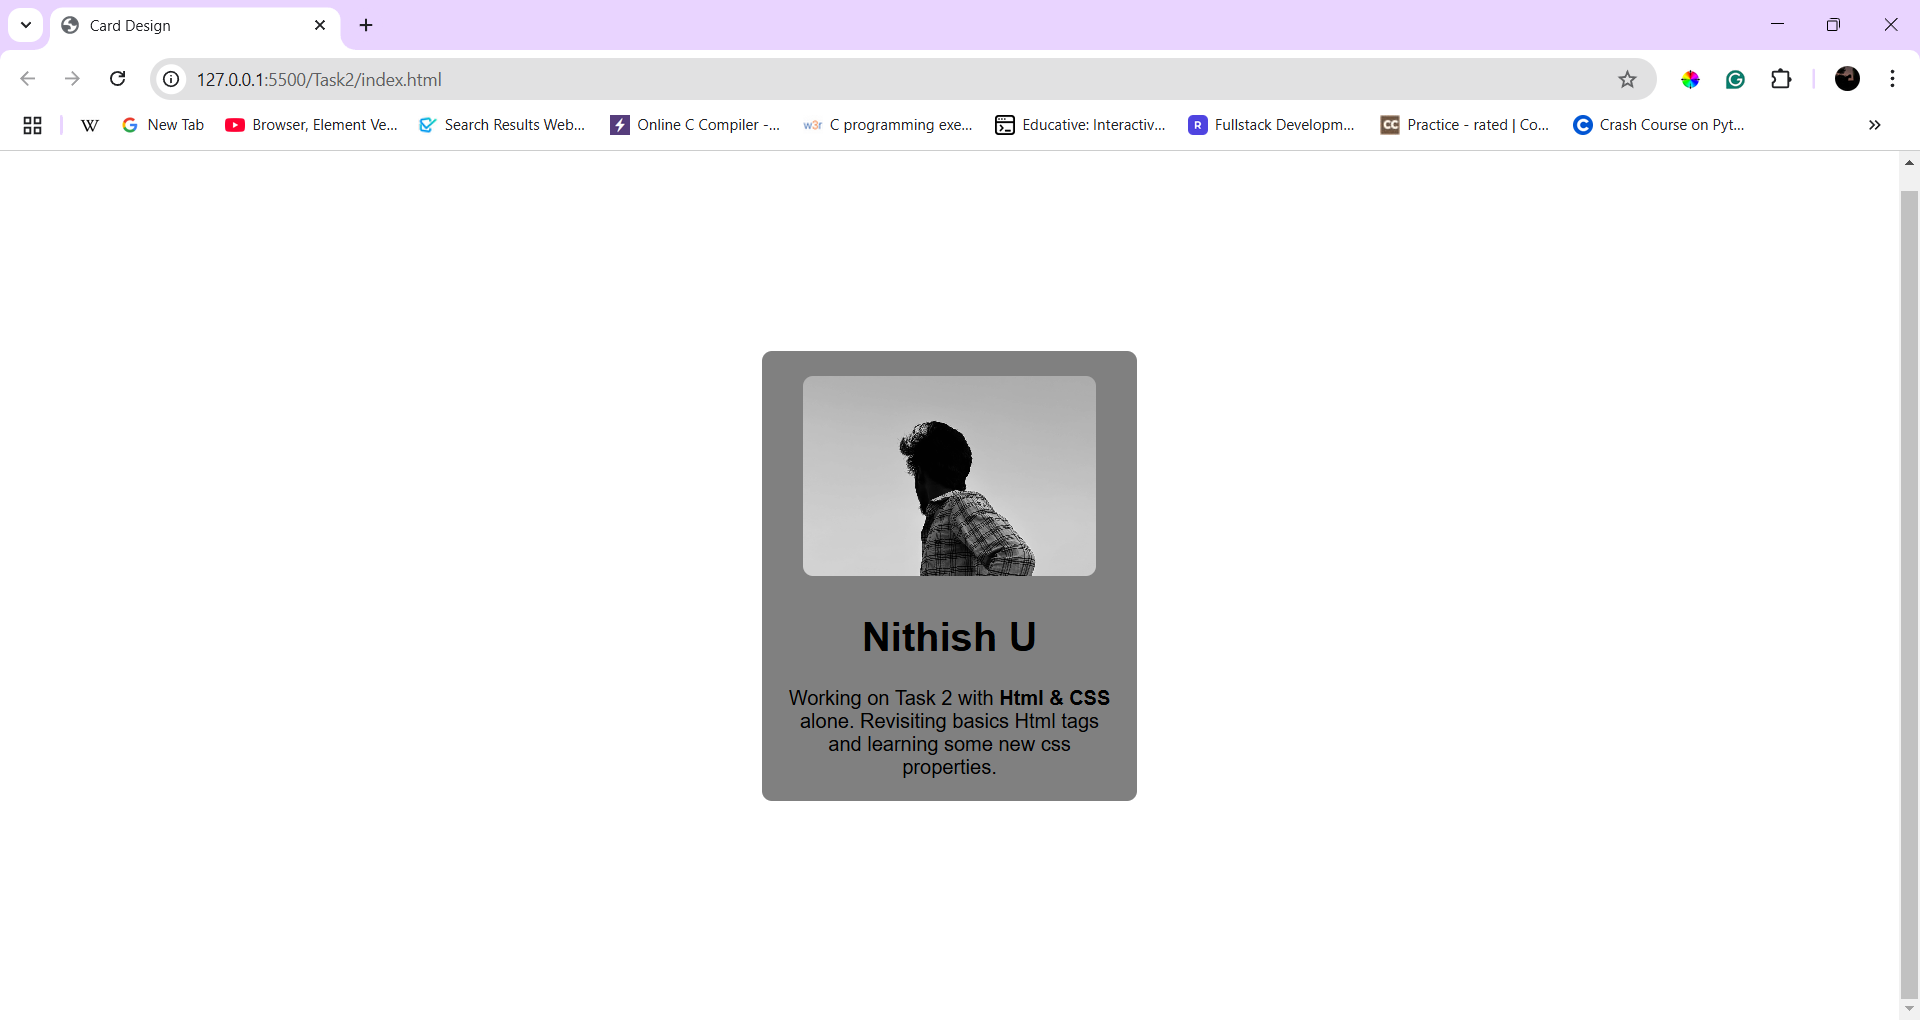 Card Design
127.0.0.1:5500/Task2/index.html
W New Tab Browser, Element Ve... Search Results Web... Online C Compiler -... w3r C programming exe... Educative: Interactiv... R Fullstack Developm... CC Practice - rated | Co... C Crash Course on Pyt...
Nithish U
Working on Task 2 with Html & CSS
alone. Revisiting basics Html tags
and learning some new css
properties.